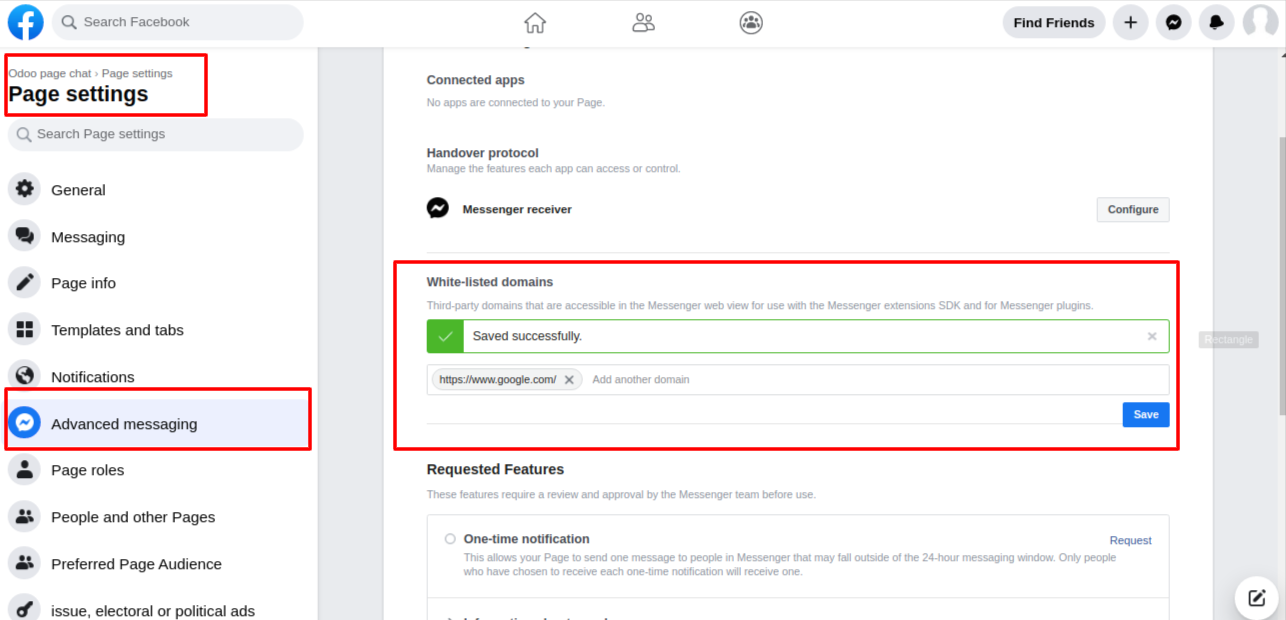 Search Facebook
Find Friends
Odoo page chat › Page settings
Page settings
Search Page settings
General
Messaging
Page info
Templates and tabs
Notifications
Advanced messaging
Page roles
People and other Pages
Preferred Page Audience
issue, electoral or political ads
Connected apps
No apps are connected to your Page.
Handover protocol
Manage the features each app can access or control.
Messenger receiver
Configure
White-listed domains
Third-party domains that are accessible in the Messenger web view for use with the Messenger extensions SDK and for Messenger plugins.
Saved successfully.
https://www.google.com/
Add another domain
Save
Rectangle
Requested Features
These features require a review and approval by the Messenger team before use.
One-time notification
Request
This allows your Page to send one message to people in Messenger that may fall outside of the 24-hour messaging window. Only people
who have chosen to receive each one-time notification will receive one.